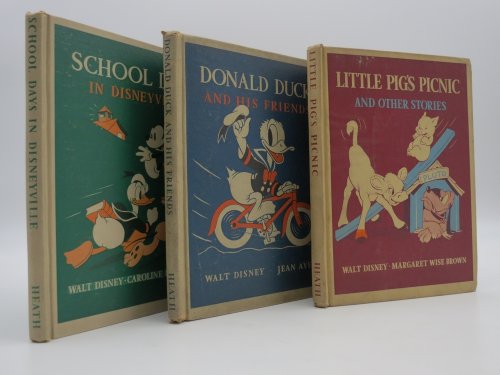 SCHOOL DAYS IN DISNEYVILLE
HEATH
SCHOOL
IN
WALT DISNEY · CAROLINE
DONALD DUCK AND HIS FRIENDS
HEATH
DONALD DUCK
AND HIS FRIENDS
WALT DISNEY · JEAN
LITTLE PIG'S PICNIC
HEATH
LITTLE PIG'S PICNIC
AND OTHER STORIES
PLUTO
WALT DISNEY · MARGARET WISE BROWN